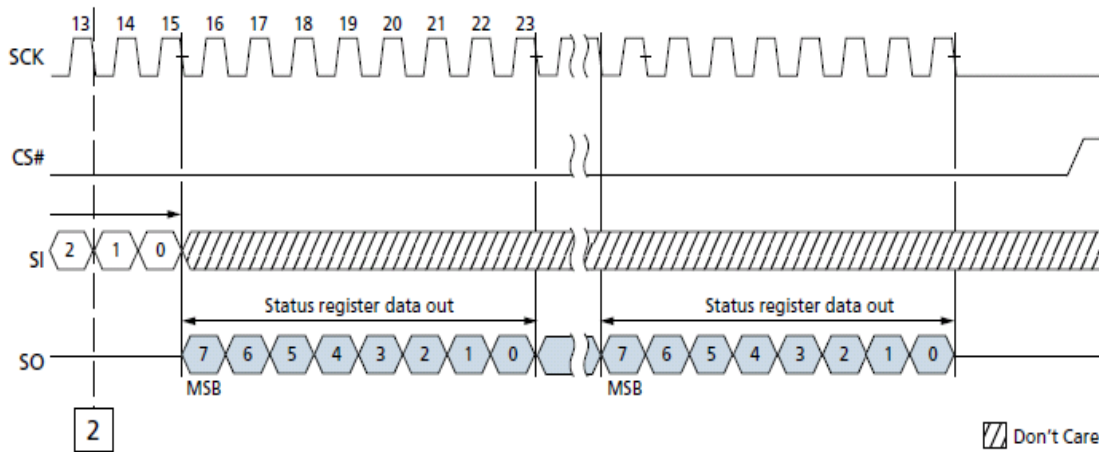 13 14 15 16 17 18 19 20 21 22 23
SCK
CS#
SI 2 1 0
Status register data out Status register data out
SO 7 6 5 4 3 2 1 0 7 6 5 4 3 2 1 0
MSB MSB
2
Don't Care